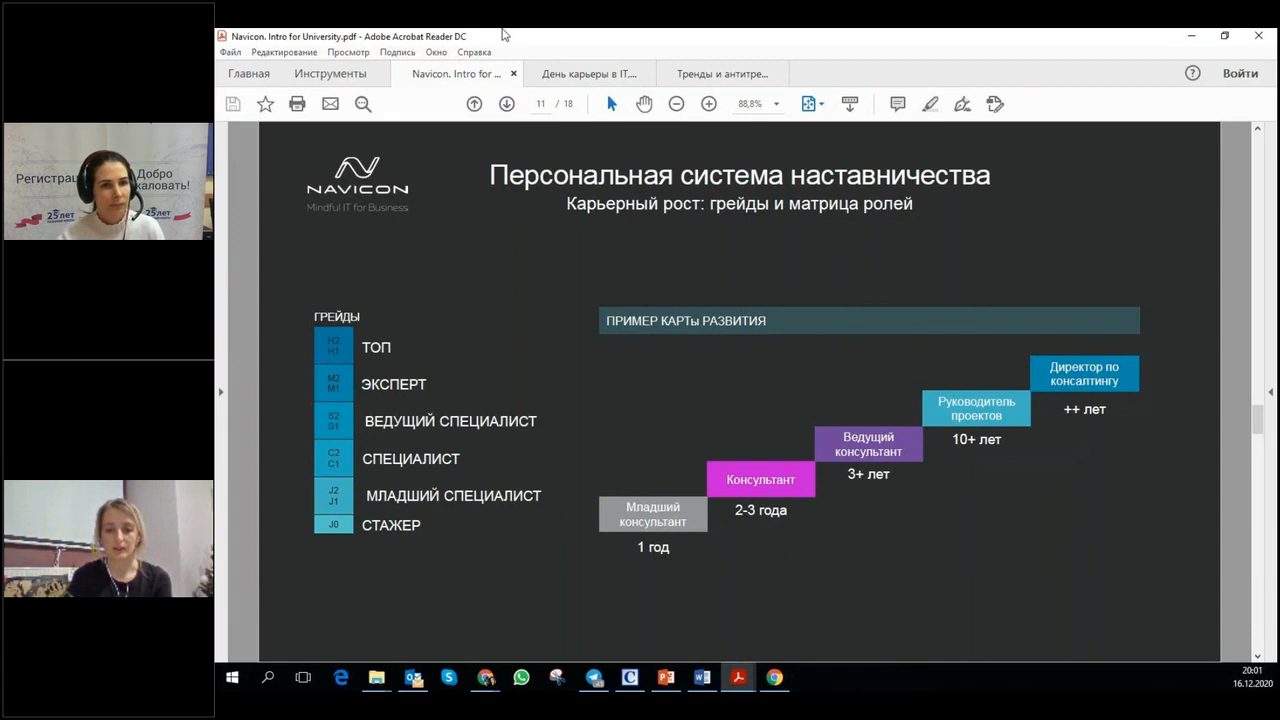 Navicon. Intro for University.pdf - Adobe Acrobat Reader DC
Файл Редактирование Просмотр Подпись Окно Справка
Главная Инструменты Navicon. Intro for ... × День карьеры в IT,... Тренды и антитре... Войти
11 / 18 88,8%
NAVICON
Mindful IT for Business
Персональная система наставничества
Карьерный рост: грейды и матрица ролей
ГРЕЙДЫ
H2
H1
ТОП
M2
M1
ЭКСПЕРТ
S2
S1
ВЕДУЩИЙ СПЕЦИАЛИСТ
C2
C1
СПЕЦИАЛИСТ
J2
J1
МЛАДШИЙ СПЕЦИАЛИСТ
J0
СТАЖЕР
ПРИМЕР КАРТы РАЗВИТИЯ
Младший
консультант
1 год
Консультант
2-3 года
Ведущий
консультант
3+ лет
Руководитель
проектов
10+ лет
Директор по
консалтингу
++ лет
Добро
25 лет
25 лет
20:01
16.12.2020